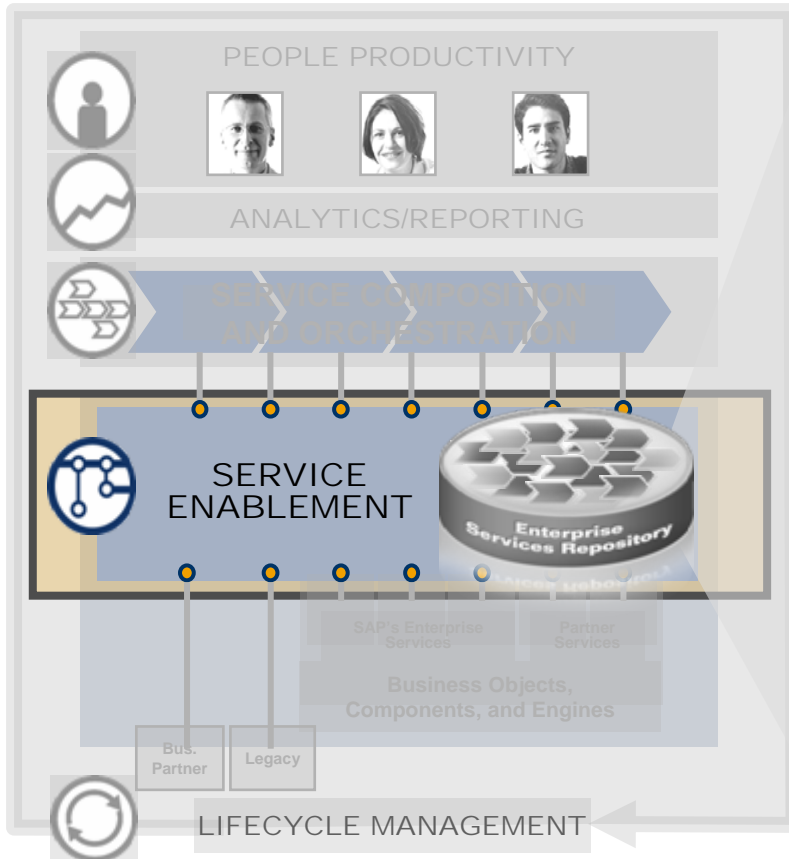 PEOPLE PRODUCTIVITY
ANALYTICS/REPORTING
SERVICE COMPOSITION
AND ORCHESTRATION
SERVICE
ENABLEMENT
Enterprise
Services Repository
SAP's Enterprise
Services
Partner
Services
Business Objects,
Components, and Engines
Bus.
Partner
Legacy
LIFECYCLE MANAGEMENT